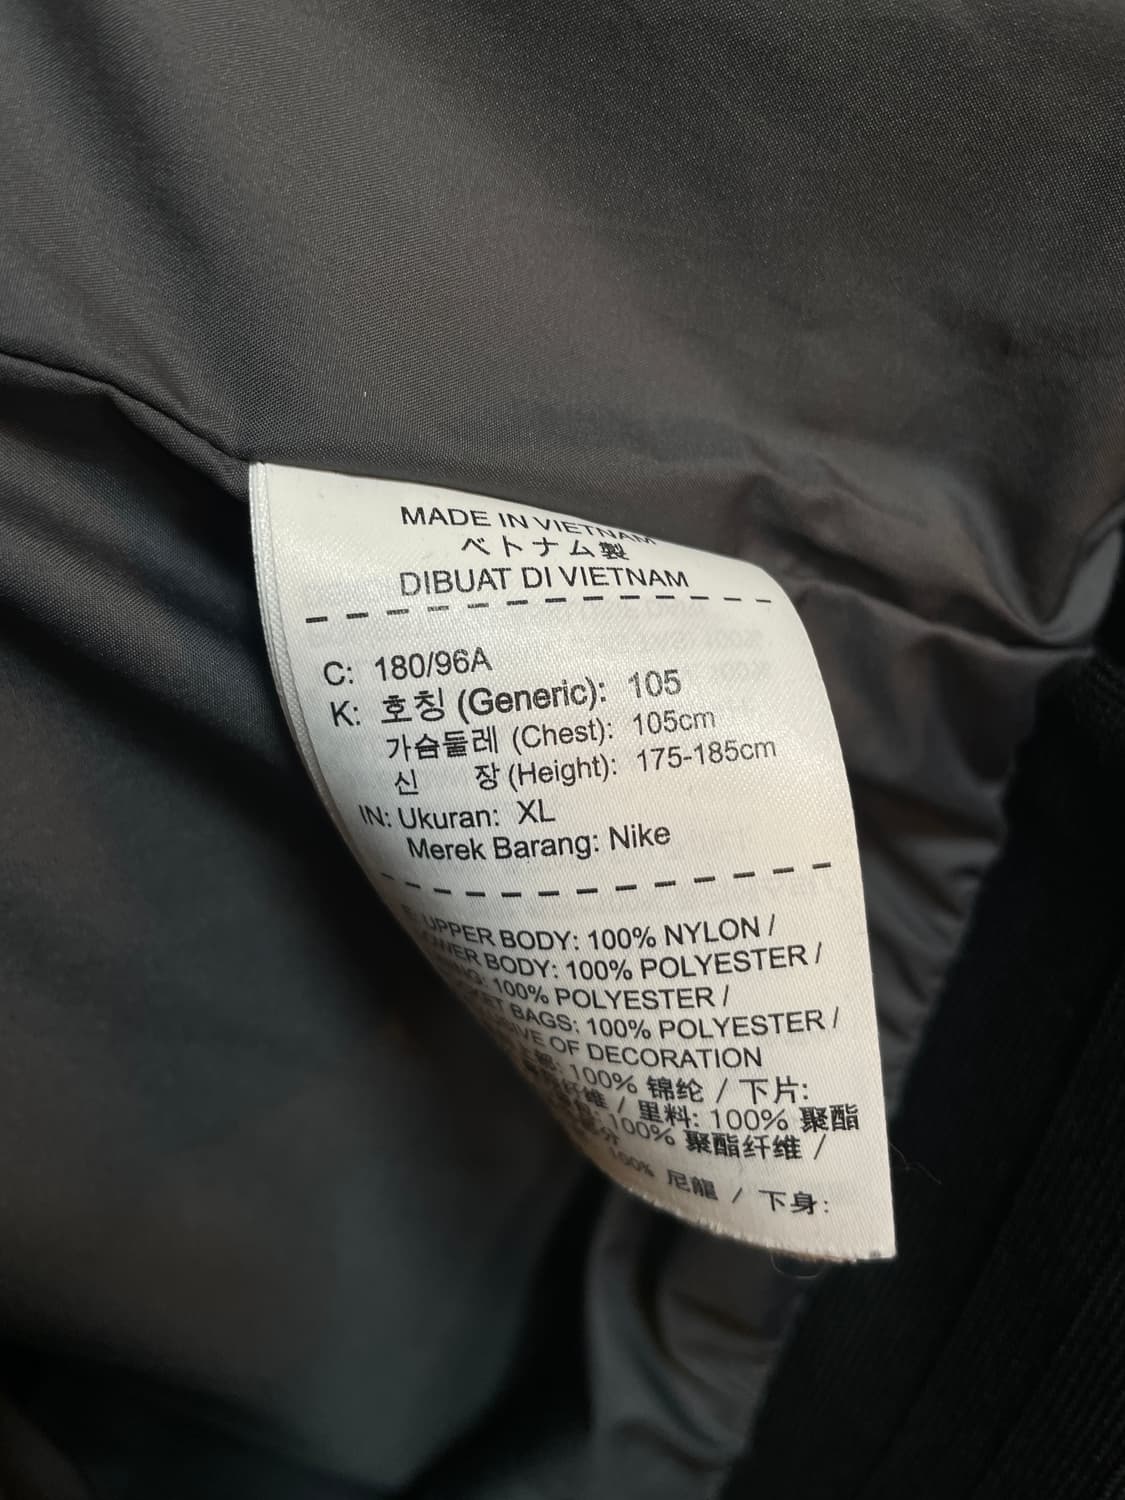 MADE IN VIETNAM
ベトナム製
DIBUAT DI VIETNAM
C: 180/96A
K: 호칭 (Generic): 105
가슴둘레 (Chest): 105cm
신 장 (Height): 175-185cm
IN: Ukuran: XL
Merek Barang: Nike
UPPER BODY: 100% NYLON /
BODY: 100% POLYESTER /
100% POLYESTER /
BAGS: 100% POLYESTER /
OF DECORATION
100% 锦纶 / 下片:
纤维 / 里料: 100% 聚酯
100% 聚酯纤维 /
100% 尼龍 / 下身: